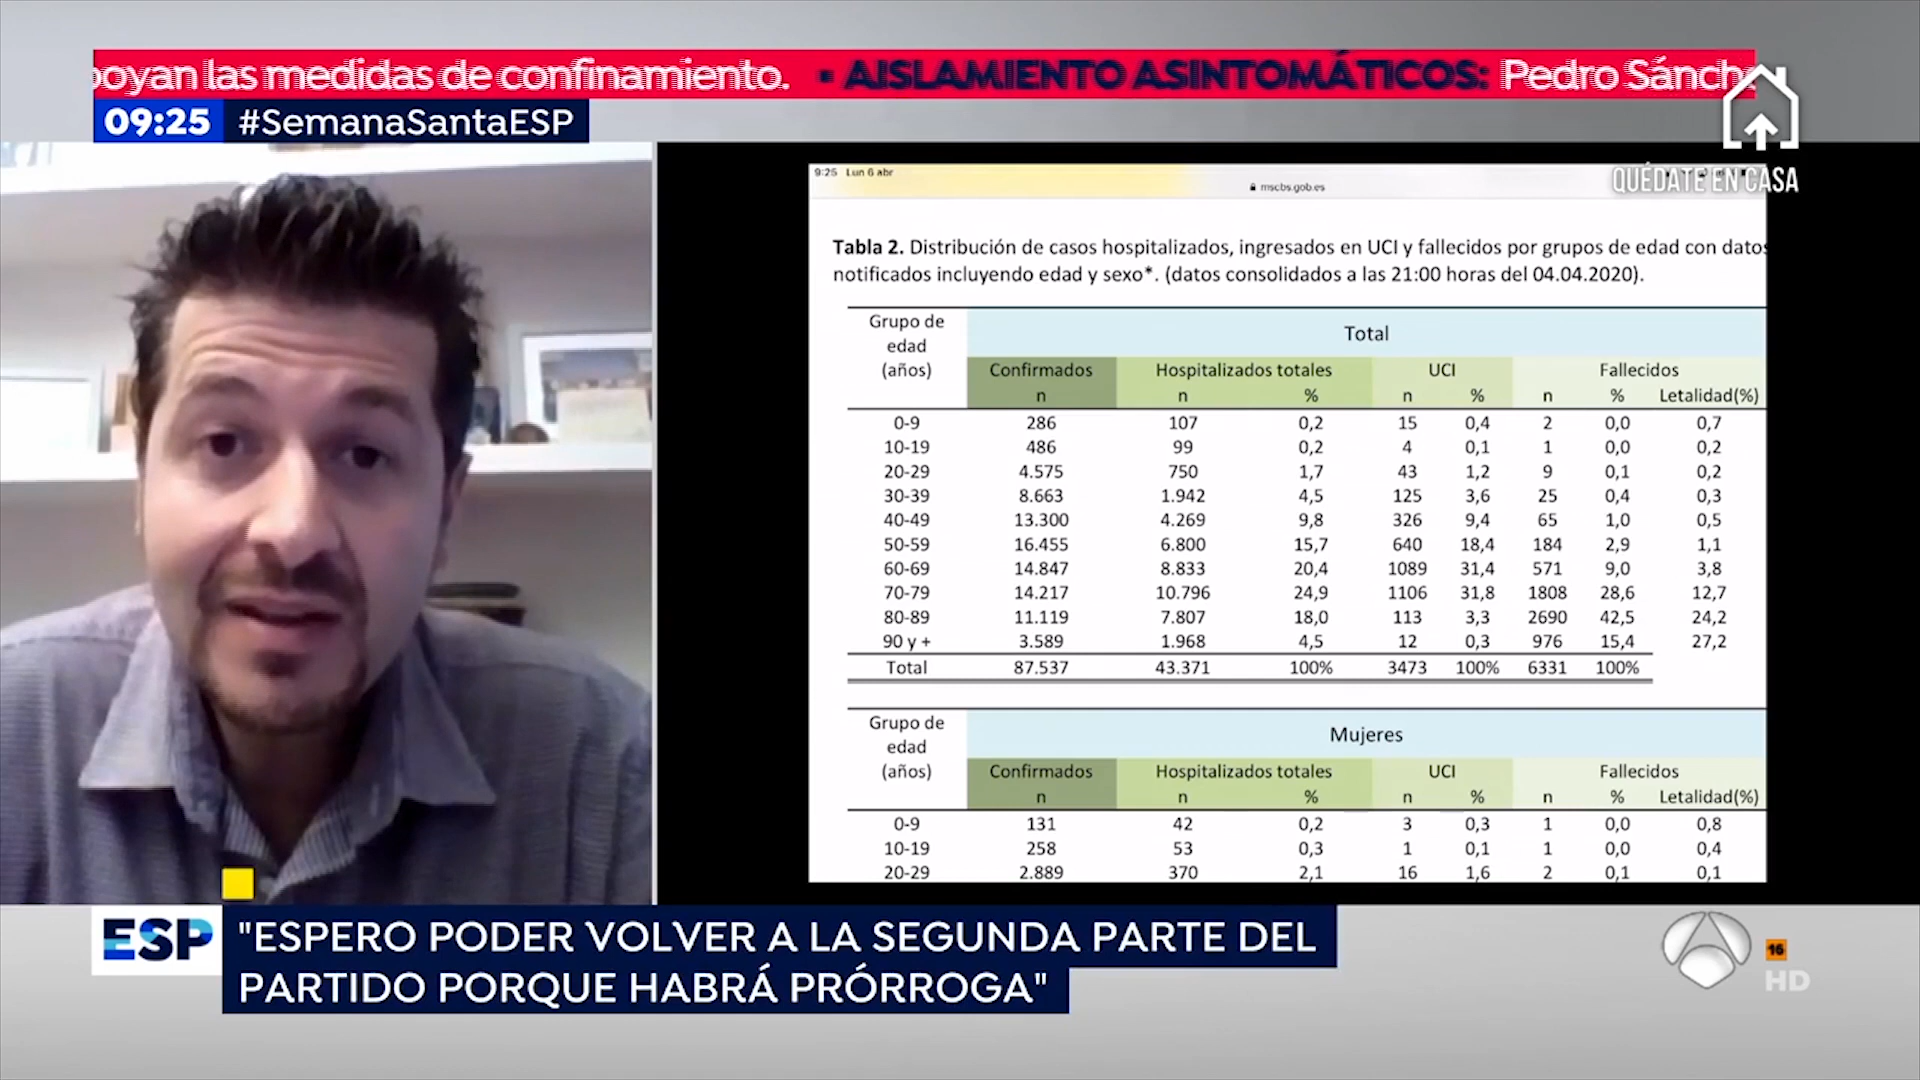 poyan las medidas de confinamiento. ▪ AISLAMIENTO ASINTOMÁTICOS: Pedro Sánch
09:25 #SemanaSantaESP
QUÉDATE EN CASA
9:25 Lun 6 abr
mscbs.gob.es
Tabla 2. Distribución de casos hospitalizados, ingresados en UCI y fallecidos por grupos de edad con datos
notificados incluyendo edad y sexo*. (datos consolidados a las 21:00 horas del 04.04.2020).
Grupo de
edad
(años)
Total
Confirmados Hospitalizados totales UCI Fallecidos
n n % n % n % Letalidad(%)
0-9 286 107 0,2 15 0,4 2 0,0 0,7
10-19 486 99 0,2 4 0,1 1 0,0 0,2
20-29 4.575 750 1,7 43 1,2 9 0,1 0,2
30-39 8.663 1.942 4,5 125 3,6 25 0,4 0,3
40-49 13.300 4.269 9,8 326 9,4 65 1,0 0,5
50-59 16.455 6.800 15,7 640 18,4 184 2,9 1,1
60-69 14.847 8.833 20,4 1089 31,4 571 9,0 3,8
70-79 14.217 10.796 24,9 1106 31,8 1808 28,6 12,7
80-89 11.119 7.807 18,0 113 3,3 2690 42,5 24,2
90 y + 3.589 1.968 4,5 12 0,3 976 15,4 27,2
Total 87.537 43.371 100% 3473 100% 6331 100%
Grupo de
edad
(años)
Mujeres
Confirmados Hospitalizados totales UCI Fallecidos
n n % n % n % Letalidad(%)
0-9 131 42 0,2 3 0,3 1 0,0 0,8
10-19 258 53 0,3 1 0,1 1 0,0 0,4
20-29 2.889 370 2,1 16 1,6 2 0,1 0,1
ESP
"ESPERO PODER VOLVER A LA SEGUNDA PARTE DEL
PARTIDO PORQUE HABRÁ PRÓRROGA"
16
HD